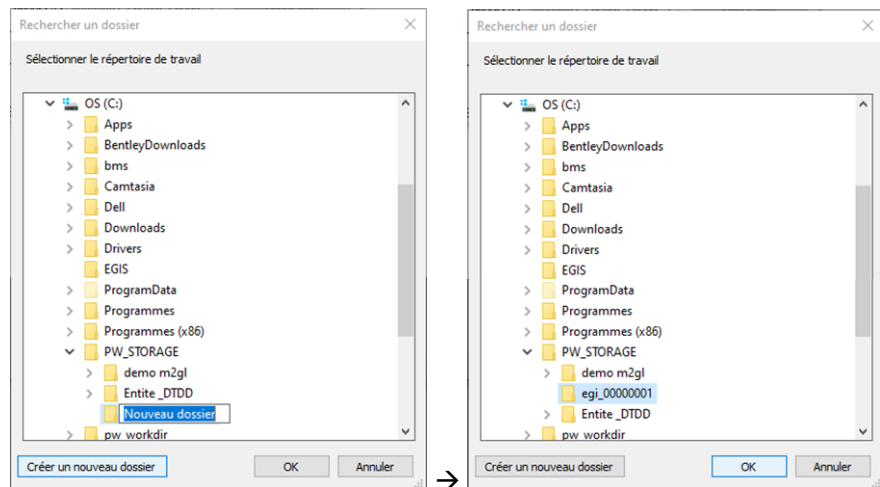 Rechercher un dossier
Sélectionner le répertoire de travail
OS (C:)
Apps
BentleyDownloads
bms
Camtasia
Dell
Downloads
Drivers
EGIS
ProgramData
Programmes
Programmes (x86)
PW_STORAGE
demo m2gl
Entite _DTDD
Nouveau dossier
pw_workdir
Créer un nouveau dossier
OK
Annuler
→
Rechercher un dossier
Sélectionner le répertoire de travail
OS (C:)
Apps
BentleyDownloads
bms
Camtasia
Dell
Downloads
Drivers
EGIS
ProgramData
Programmes
Programmes (x86)
PW_STORAGE
demo m2gl
egi_00000001
Entite _DTDD
pw_workdir
Créer un nouveau dossier
OK
Annuler